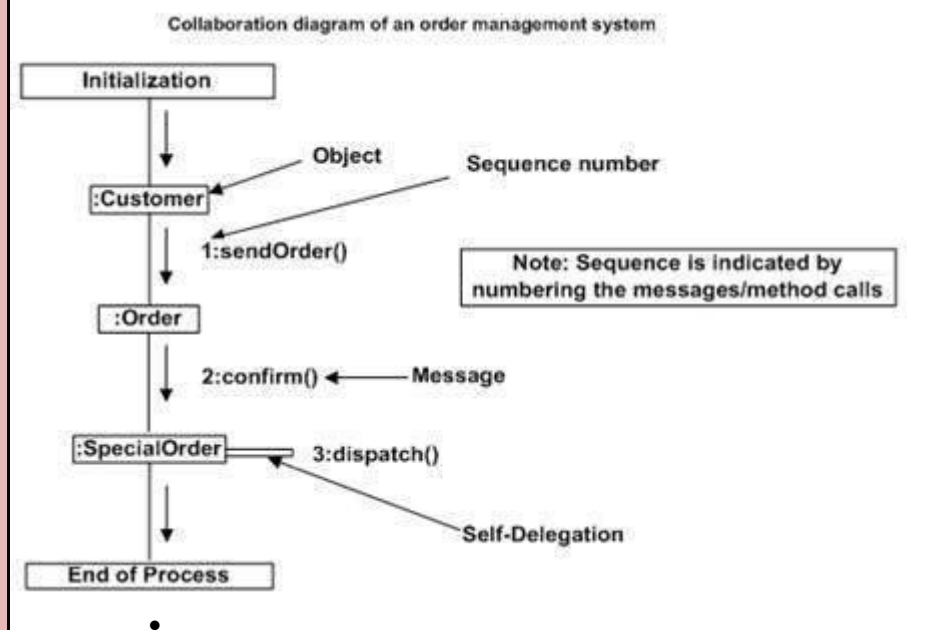 Collaboration diagram of an order management system
Initialization
Object
Sequence number
:Customer
1:sendOrder()
Note: Sequence is indicated by
numbering the messages/method calls
:Order
2:confirm()
Message
:SpecialOrder
3:dispatch()
Self-Delegation
End of Process